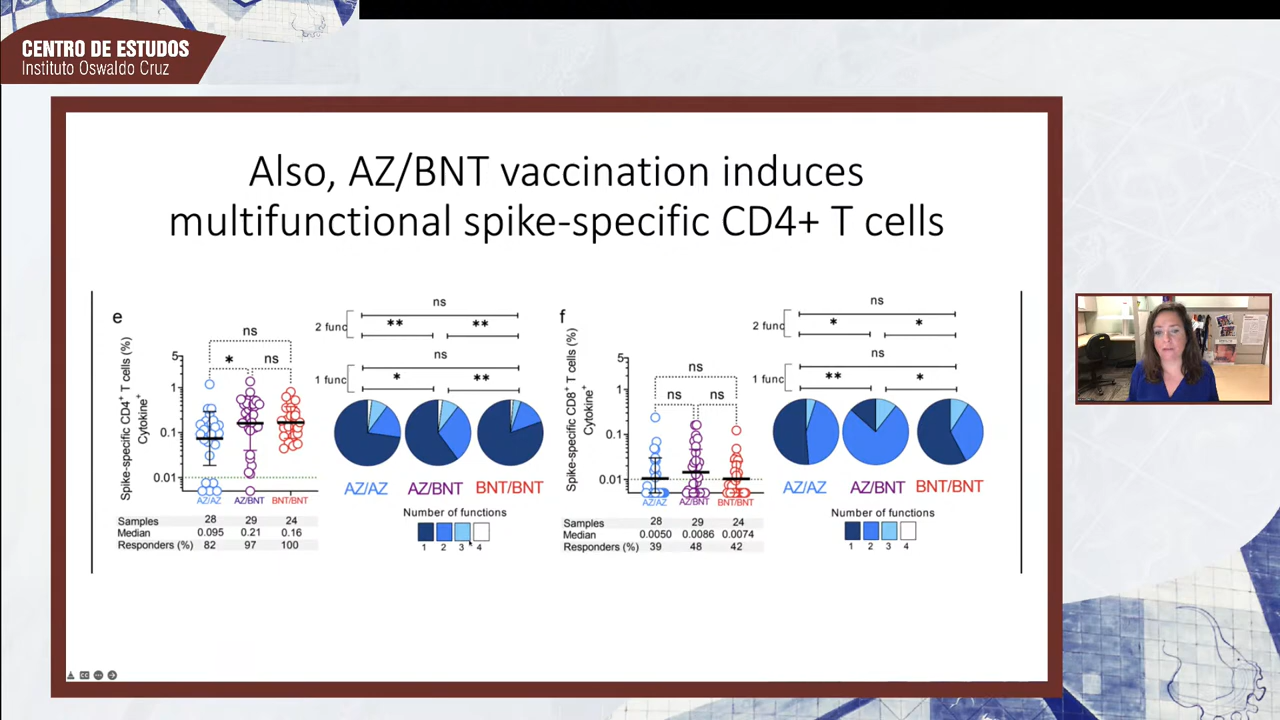 CENTRO DE ESTUDOS
Instituto Oswaldo Cruz
Also, AZ/BNT vaccination induces
multifunctional spike-specific CD4+ T cells
e
Spike-specific CD4+ T cells (%)
Cytokine+
5
1
0.1
0.01
ns
* ns
AZ/AZ AZ/BNT BNT/BNT
Samples 28 29 24
Median 0.095 0.21 0.16
Responders (%) 82 97 100
ns
2 func ** **
ns
1 func * **
AZ/AZ AZ/BNT BNT/BNT
Number of functions
1 2 3 4
f
Spike-specific CD8+ T cells (%)
Cytokine+
5
1
0.1
0.01
ns
ns ns
AZ/AZ AZ/BNT BNT/BNT
Samples 28 29 24
Median 0.0050 0.0086 0.0074
Responders (%) 39 48 42
ns
2 func * *
ns
1 func ** *
AZ/AZ AZ/BNT BNT/BNT
Number of functions
1 2 3 4